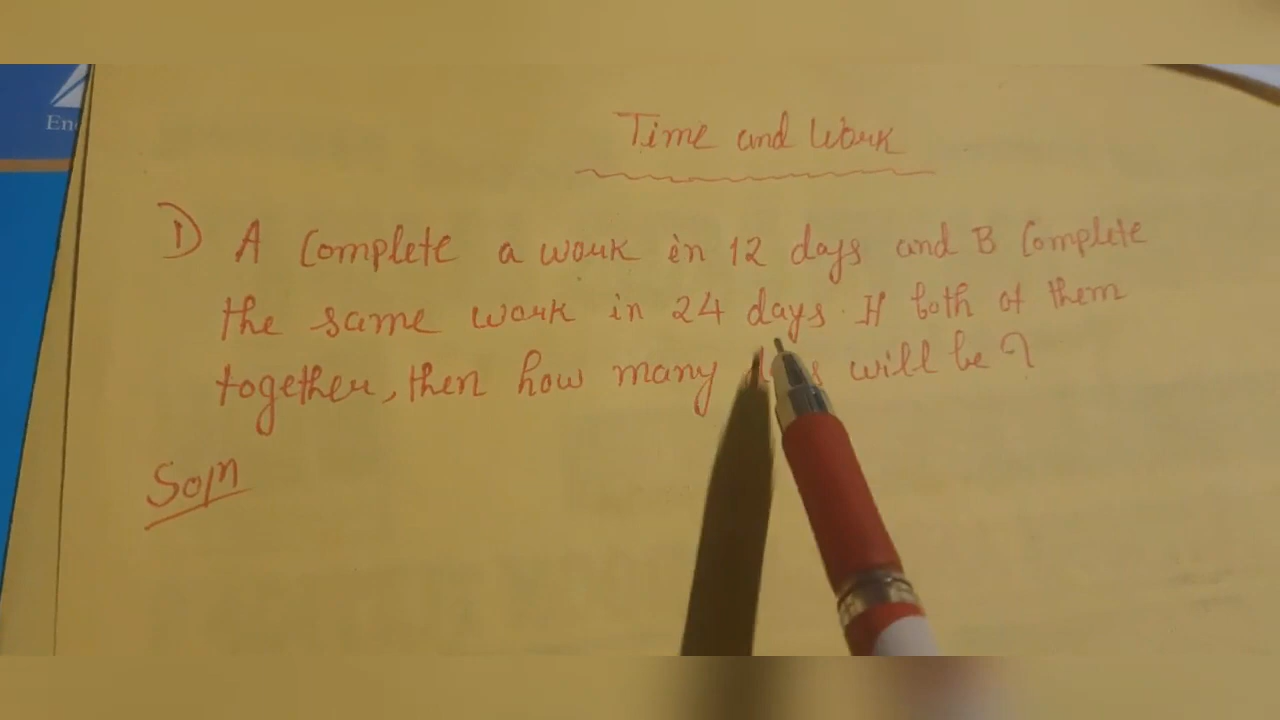 Time and Work
1) A Complete a work in 12 days and B Complete
the same work in 24 days. If both of them
together, then how many will be ?
Soln